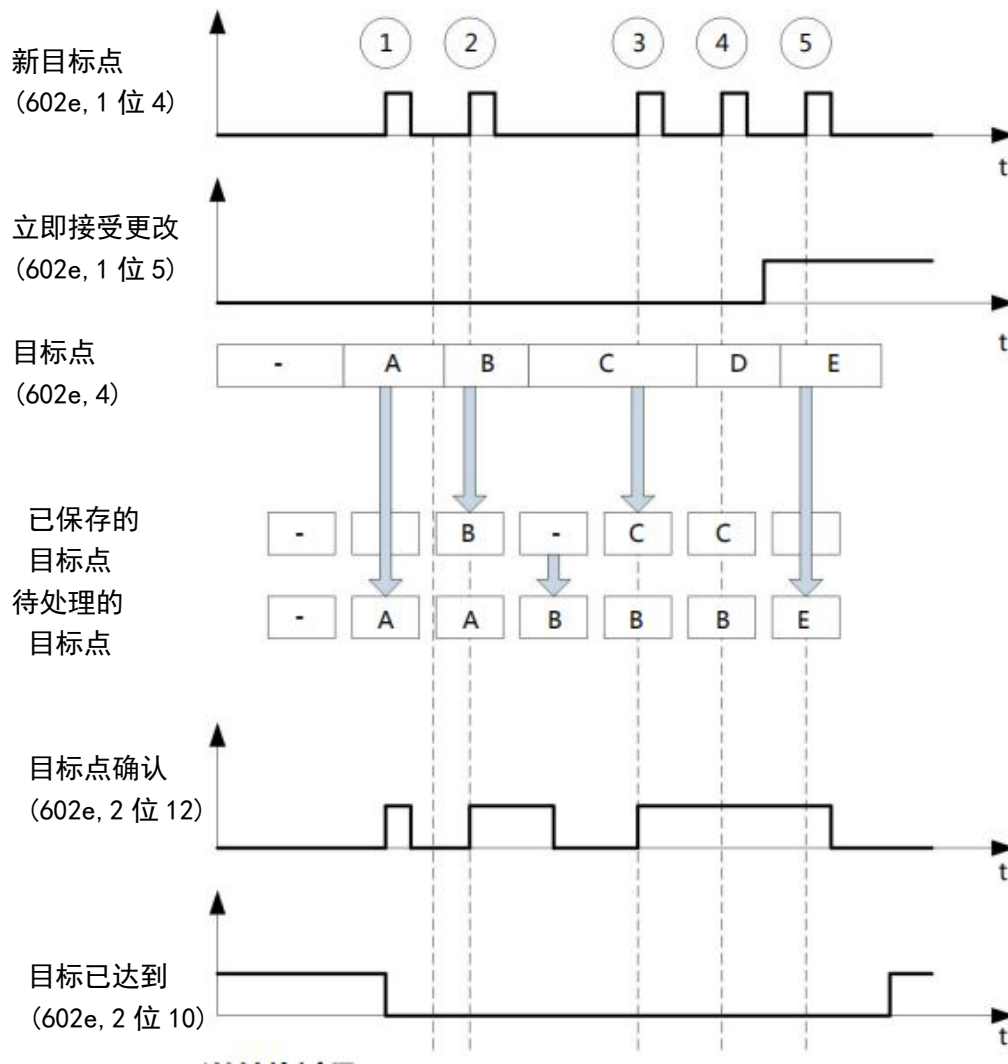 1 2 3 4 5
新目标点
(602e,1 位 4)
t
立即接受更改
(602e,1 位 5)
t
目标点
(602e,4)
- A B C D E
已保存的
目标点
- B - C C
待处理的
目标点
- A A B B B E
目标点确认
(602e,2 位 12)
t
目标已达到
(602e,2 位 10)
t